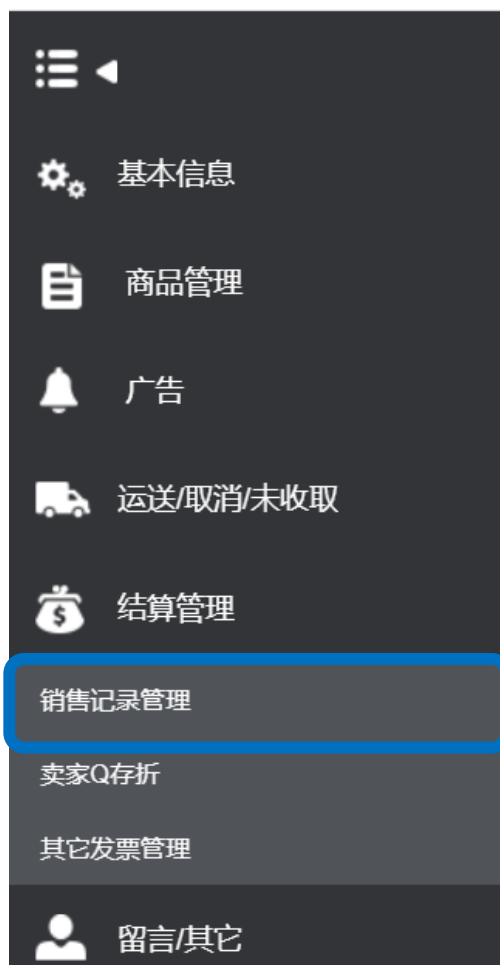 基本信息
商品管理
广告
运送/取消/未收取
结算管理
销售记录管理
卖家Q存折
其它发票管理
留言/其它